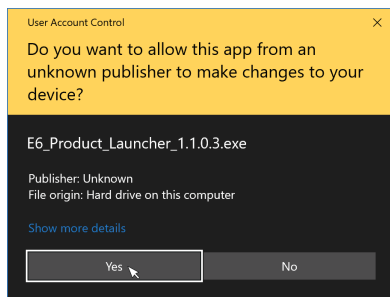 User Account Control
Do you want to allow this app from an
unknown publisher to make changes to your
device?
E6_Product_Launcher_1.1.0.3.exe
Publisher: Unknown
File origin: Hard drive on this computer
Show more details
Yes
No